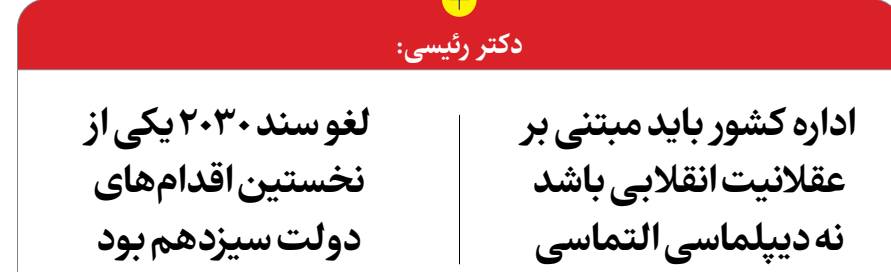 دکتر رئیسی:
اداره کشور باید مبتنی بر
عقلانیت انقلابی باشد
نه دیپلماسی التماسی
لغو سند ۲۰۳۰ یکی از
نخستین اقدام‌های
دولت سیزدهم بود